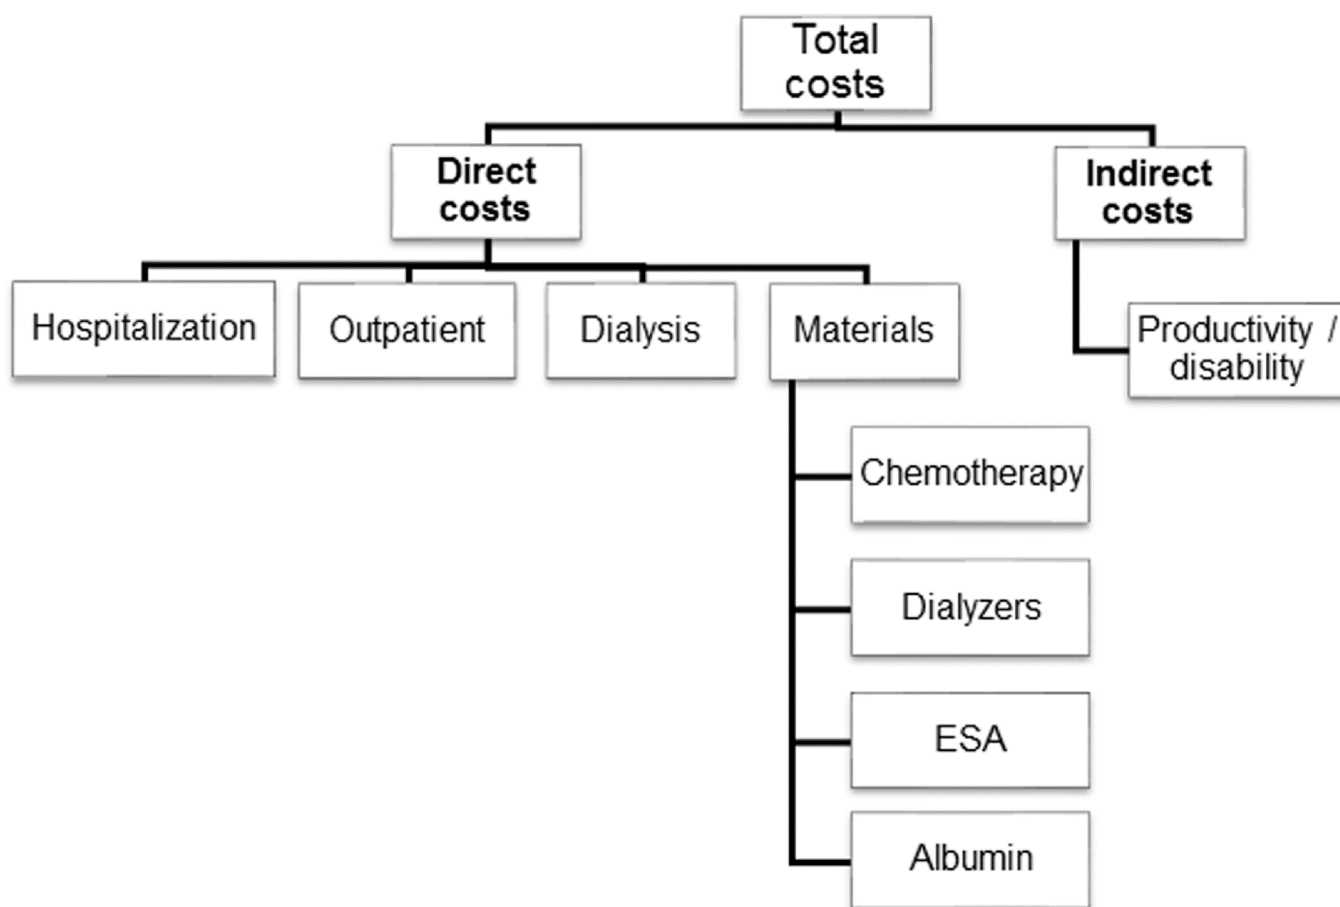 Total
costs
Direct
costs
Indirect
costs
Hospitalization
Outpatient
Dialysis
Materials
Productivity /
disability
Chemotherapy
Dialyzers
ESA
Albumin